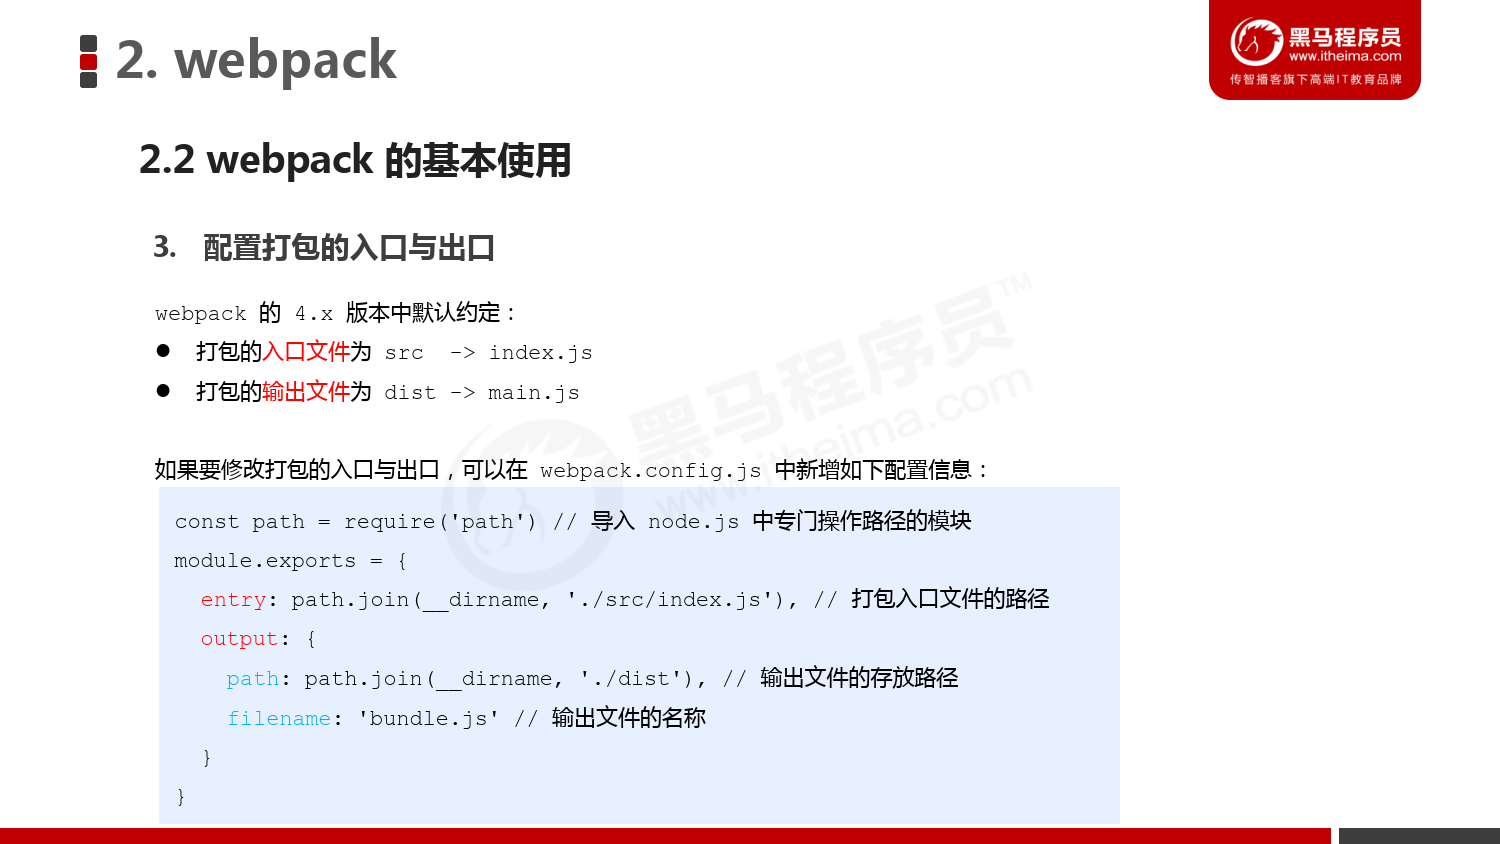 2. webpack
黑马程序员
www.itheima.com
传智播客旗下高端IT教育品牌
2.2 webpack 的基本使用
3. 配置打包的入口与出口
webpack 的 4.x 版本中默认约定：
● 打包的入口文件为 src -> index.js
● 打包的输出文件为 dist -> main.js
如果要修改打包的入口与出口，可以在 webpack.config.js 中新增如下配置信息：
const path = require('path') // 导入 node.js 中专门操作路径的模块
module.exports = {
entry: path.join(__dirname, './src/index.js'), // 打包入口文件的路径
output: {
path: path.join(__dirname, './dist'), // 输出文件的存放路径
filename: 'bundle.js' // 输出文件的名称
}
}
黑马程序员™
www.itheima.com